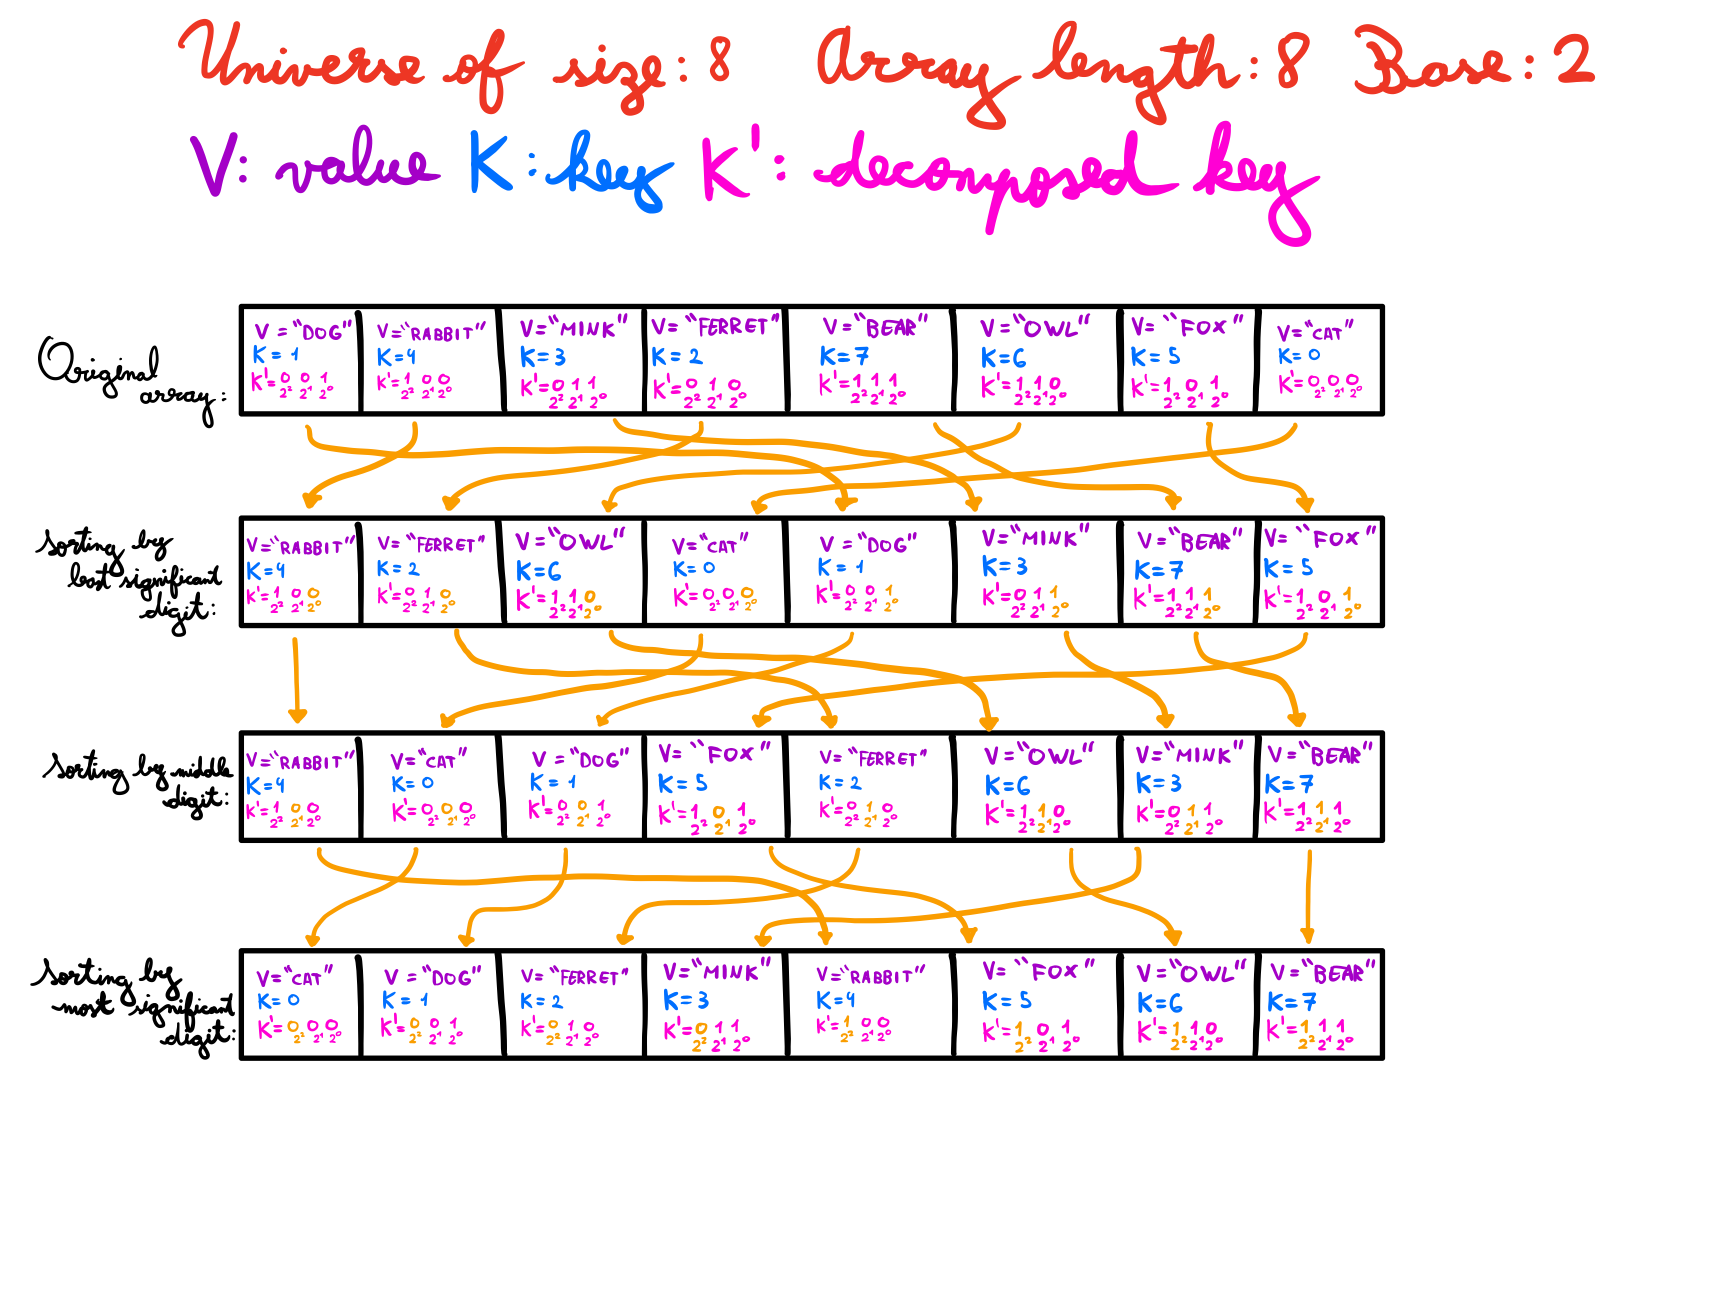 Universe of size: 8 Array length: 8 Base: 2
V: value K: key K': decomposed key
Original array:
V="DOG" V="RABBIT" V="MINK" V="FERRET" V="BEAR" V="OWL" V="FOX" V="CAT"
K=1 K=4 K=3 K=2 K=7 K=6 K=5 K=0
K'=0 0 1 K'=1 0 0 K'=0 1 1 K'=0 1 0 K'=1 1 1 K'=1 1 0 K'=1 0 1 K'=0 0 0
2² 2¹ 2⁰ 2² 2¹ 2⁰ 2² 2¹ 2⁰ 2² 2¹ 2⁰ 2² 2¹ 2⁰ 2² 2¹ 2⁰ 2² 2¹ 2⁰ 2² 2¹ 2⁰
Sorting by least significant digit:
V="RABBIT" V="FERRET" V="OWL" V="CAT" V="DOG" V="MINK" V="BEAR" V="FOX"
K=4 K=2 K=6 K=0 K=1 K=3 K=7 K=5
K'=1 0 0 K'=0 1 0 K'=1 1 0 K'=0 0 0 K'=0 0 1 K'=0 1 1 K'=1 1 1 K'=1 0 1
2² 2¹ 2⁰ 2² 2¹ 2⁰ 2² 2¹ 2⁰ 2² 2¹ 2⁰ 2² 2¹ 2⁰ 2² 2¹ 2⁰ 2² 2¹ 2⁰ 2² 2¹ 2⁰
Sorting by middle digit:
V="RABBIT" V="CAT" V="DOG" V="FOX" V="FERRET" V="OWL" V="MINK" V="BEAR"
K=4 K=0 K=1 K=5 K=2 K=6 K=3 K=7
K'=1 0 0 K'=0 0 0 K'=0 0 1 K'=1 0 1 K'=0 1 0 K'=1 1 0 K'=0 1 1 K'=1 1 1
2² 2¹ 2⁰ 2² 2¹ 2⁰ 2² 2¹ 2⁰ 2² 2¹ 2⁰ 2² 2¹ 2⁰ 2² 2¹ 2⁰ 2² 2¹ 2⁰ 2² 2¹ 2⁰
Sorting by most significant digit:
V="CAT" V="DOG" V="FERRET" V="MINK" V="RABBIT" V="FOX" V="OWL" V="BEAR"
K=0 K=1 K=2 K=3 K=4 K=5 K=6 K=7
K'=0 0 0 K'=0 0 1 K'=0 1 0 K'=0 1 1 K'=1 0 0 K'=1 0 1 K'=1 1 0 K'=1 1 1
2² 2¹ 2⁰ 2² 2¹ 2⁰ 2² 2¹ 2⁰ 2² 2¹ 2⁰ 2² 2¹ 2⁰ 2² 2¹ 2⁰ 2² 2¹ 2⁰ 2² 2¹ 2⁰